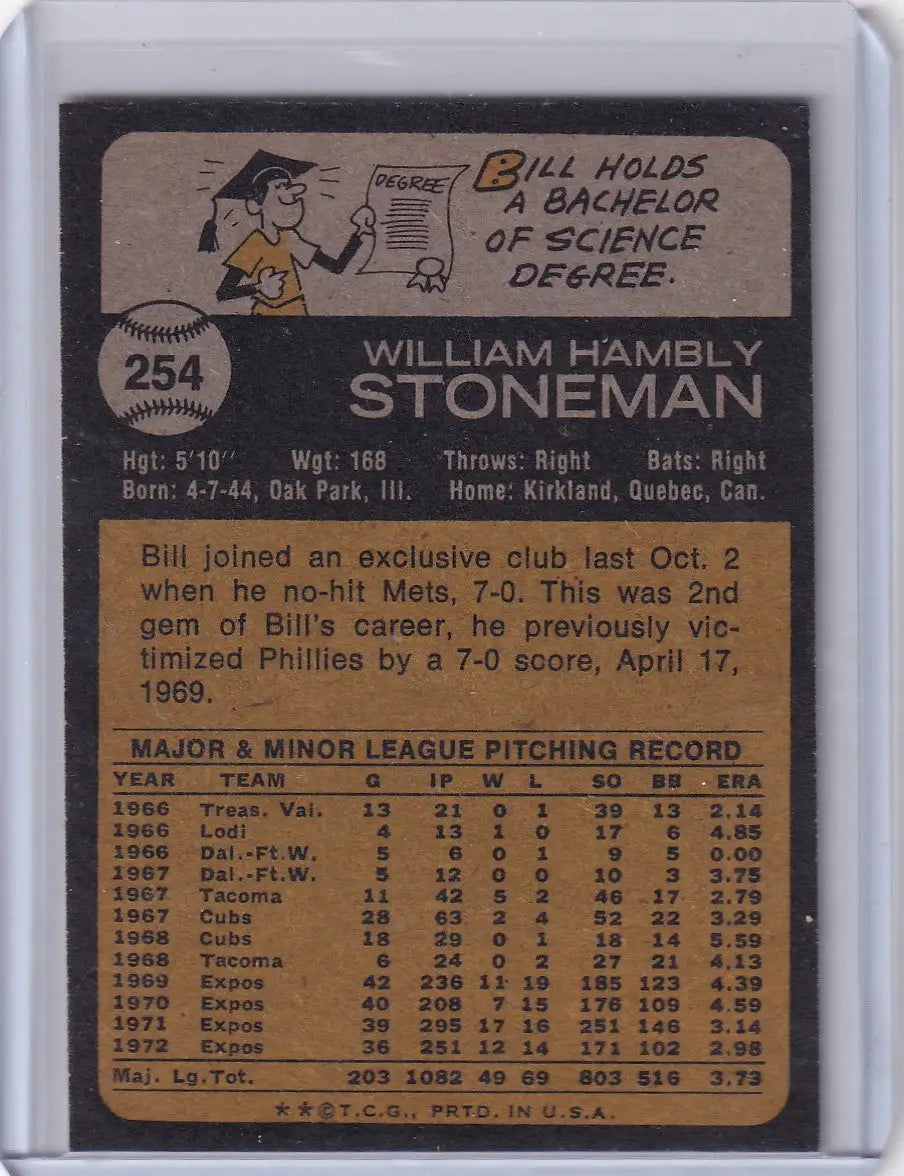 DEGREE
BILL HOLDS
A BACHELOR
OF SCIENCE
DEGREE.
254
WILLIAM HAMBLY
STONEMAN
Hgt: 5'10" Wgt: 168 Throws: Right Bats: Right
Born: 4-7-44, Oak Park, Ill. Home: Kirkland, Quebec, Can.
Bill joined an exclusive club last Oct. 2
when he no-hit Mets, 7-0. This was 2nd
gem of Bill's career, he previously vic-
timized Phillies by a 7-0 score, April 17,
1969.
MAJOR & MINOR LEAGUE PITCHING RECORD
YEAR TEAM G IP W L SO BB ERA
1966 Treas. Val. 13 21 0 1 39 13 2.14
1966 Lodi 4 13 1 0 17 6 4.85
1966 Dal.-Ft.W. 5 6 0 1 9 5 0.00
1967 Dal.-Ft.W. 5 12 0 0 10 3 3.75
1967 Tacoma 11 42 5 2 46 17 2.79
1967 Cubs 28 63 2 4 52 22 3.29
1968 Cubs 18 29 0 1 18 14 5.59
1968 Tacoma 6 24 0 2 27 21 4.13
1969 Expos 42 236 11 19 185 123 4.39
1970 Expos 40 208 7 15 176 109 4.59
1971 Expos 39 295 17 16 251 146 3.14
1972 Expos 36 251 12 14 171 102 2.98
Maj. Lg.Tot. 203 1082 49 69 803 516 3.73
★★©T.C.G., PRTD. IN U.S.A.